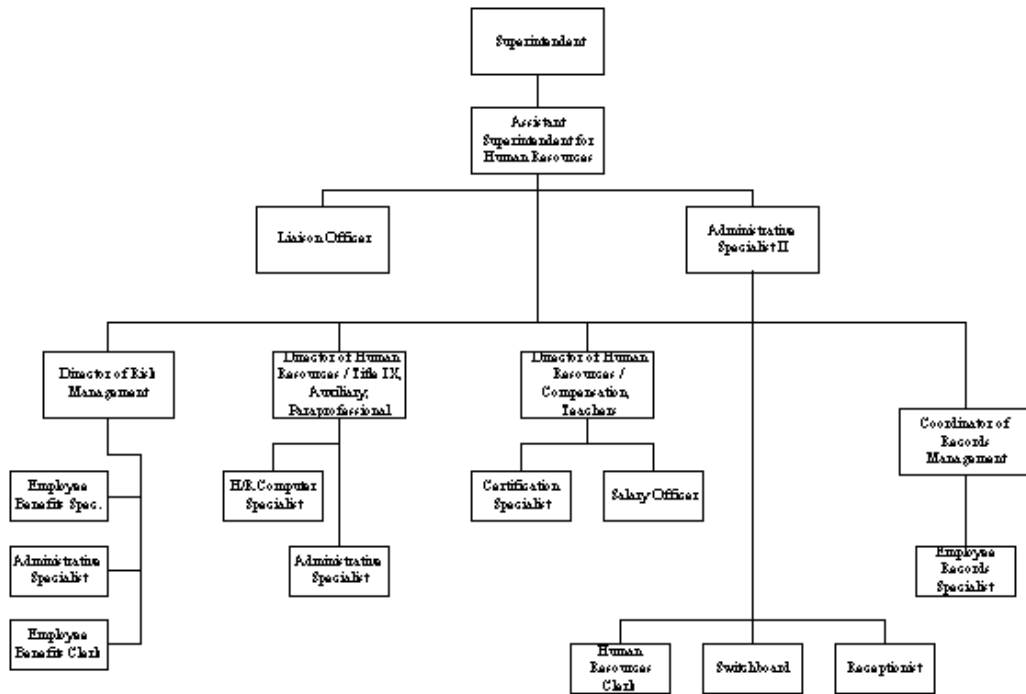 Superintendent
Assistant
Superintendent for
Human Resources
Liaison Officer
Administrative
Specialist II
Director of Risk
Management
Director of Human
Resources / Title IX,
Auxiliary,
Paraprofessional
Director of Human
Resources /
Compensation,
Teachers
Coordinator of
Records
Management
Employee
Benefits Spec.
H/R Computer
Specialist
Certification
Specialist
Salary Officer
Administrative
Specialist
Administrative
Specialist
Employee
Records
Specialist
Employee
Benefits Clerk
Human
Resources
Clerk
Switchboard
Receptionist